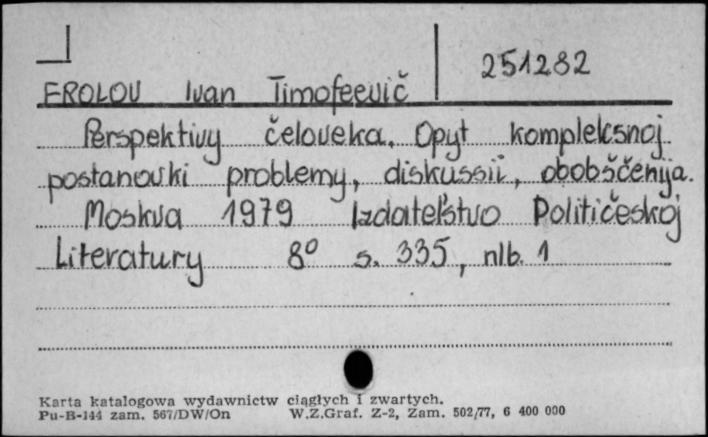 251282
FROLOV Ivan Timofeevič
Perspektivy čeloveka. Opyt kompleksnoj
postanovki problemy, diskussii, obobščenija.
Moskva 1979 Izdatel'stvo Političeskoj
Literatury 8° s. 335, nlb. 1
Karta katalogowa wydawnictw ciągłych i zwartych.
Pu-B-144 zam. 567/DW/On W.Z.Graf. Z-2, Zam. 502/77, 6 400 000